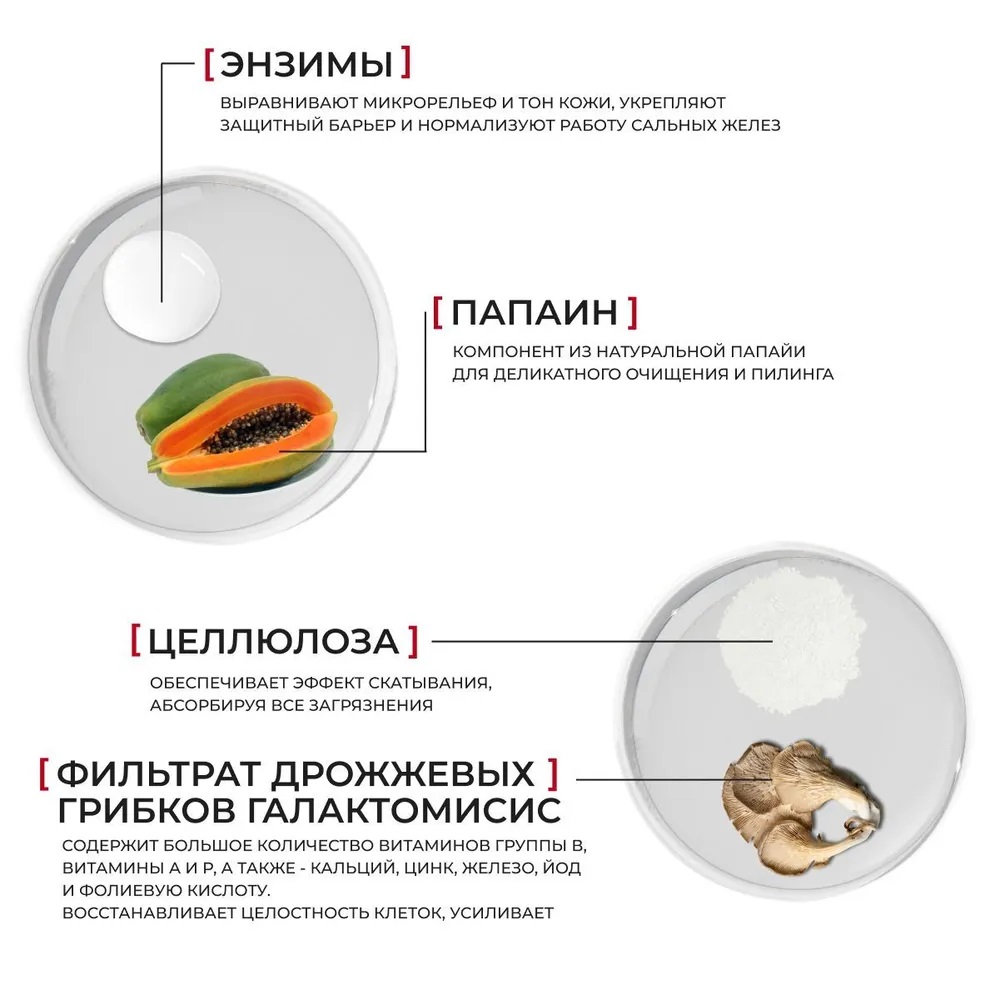 [ЭНЗИМЫ]
ВЫРАВНИВАЮТ МИКРОРЕЛЬЕФ И ТОН КОЖИ, УКРЕПЛЯЮТ
ЗАЩИТНЫЙ БАРЬЕР И НОРМАЛИЗУЮТ РАБОТУ САЛЬНЫХ ЖЕЛЕЗ
[ПАПАИН]
КОМПОНЕНТ ИЗ НАТУРАЛЬНОЙ ПАПАЙИ
ДЛЯ ДЕЛИКАТНОГО ОЧИЩЕНИЯ И ПИЛИНГА
[ЦЕЛЛЮЛОЗА]
ОБЕСПЕЧИВАЕТ ЭФФЕКТ СКАТЫВАНИЯ,
АБСОРБИРУЯ ВСЕ ЗАГРЯЗНЕНИЯ
[ФИЛЬТРАТ ДРОЖЖЕВЫХ ]
ГРИБКОВ ГАЛАКТОМИСИС
СОДЕРЖИТ БОЛЬШОЕ КОЛИЧЕСТВО ВИТАМИНОВ ГРУППЫ B,
ВИТАМИНЫ А И Р, А ТАКЖЕ - КАЛЬЦИЙ, ЦИНК, ЖЕЛЕЗО, ЙОД
И ФОЛИЕВУЮ КИСЛОТУ.
ВОССТАНАВЛИВАЕТ ЦЕЛОСТНОСТЬ КЛЕТОК, УСИЛИВАЕТ